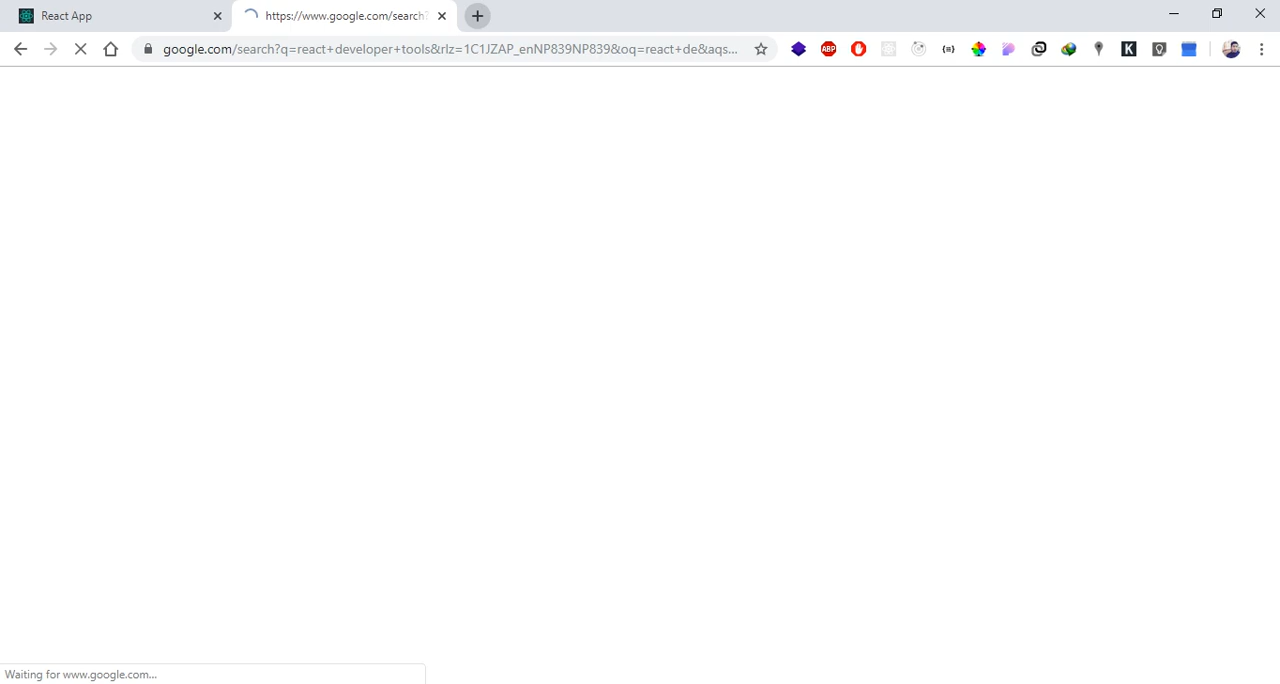 React App
https://www.google.com/search?
google.com/search?q=react+developer+tools&rlz=1C1JZAP_enNP839NP839&oq=react+de&aqs...
ABP
{≡}
K
Waiting for www.google.com...